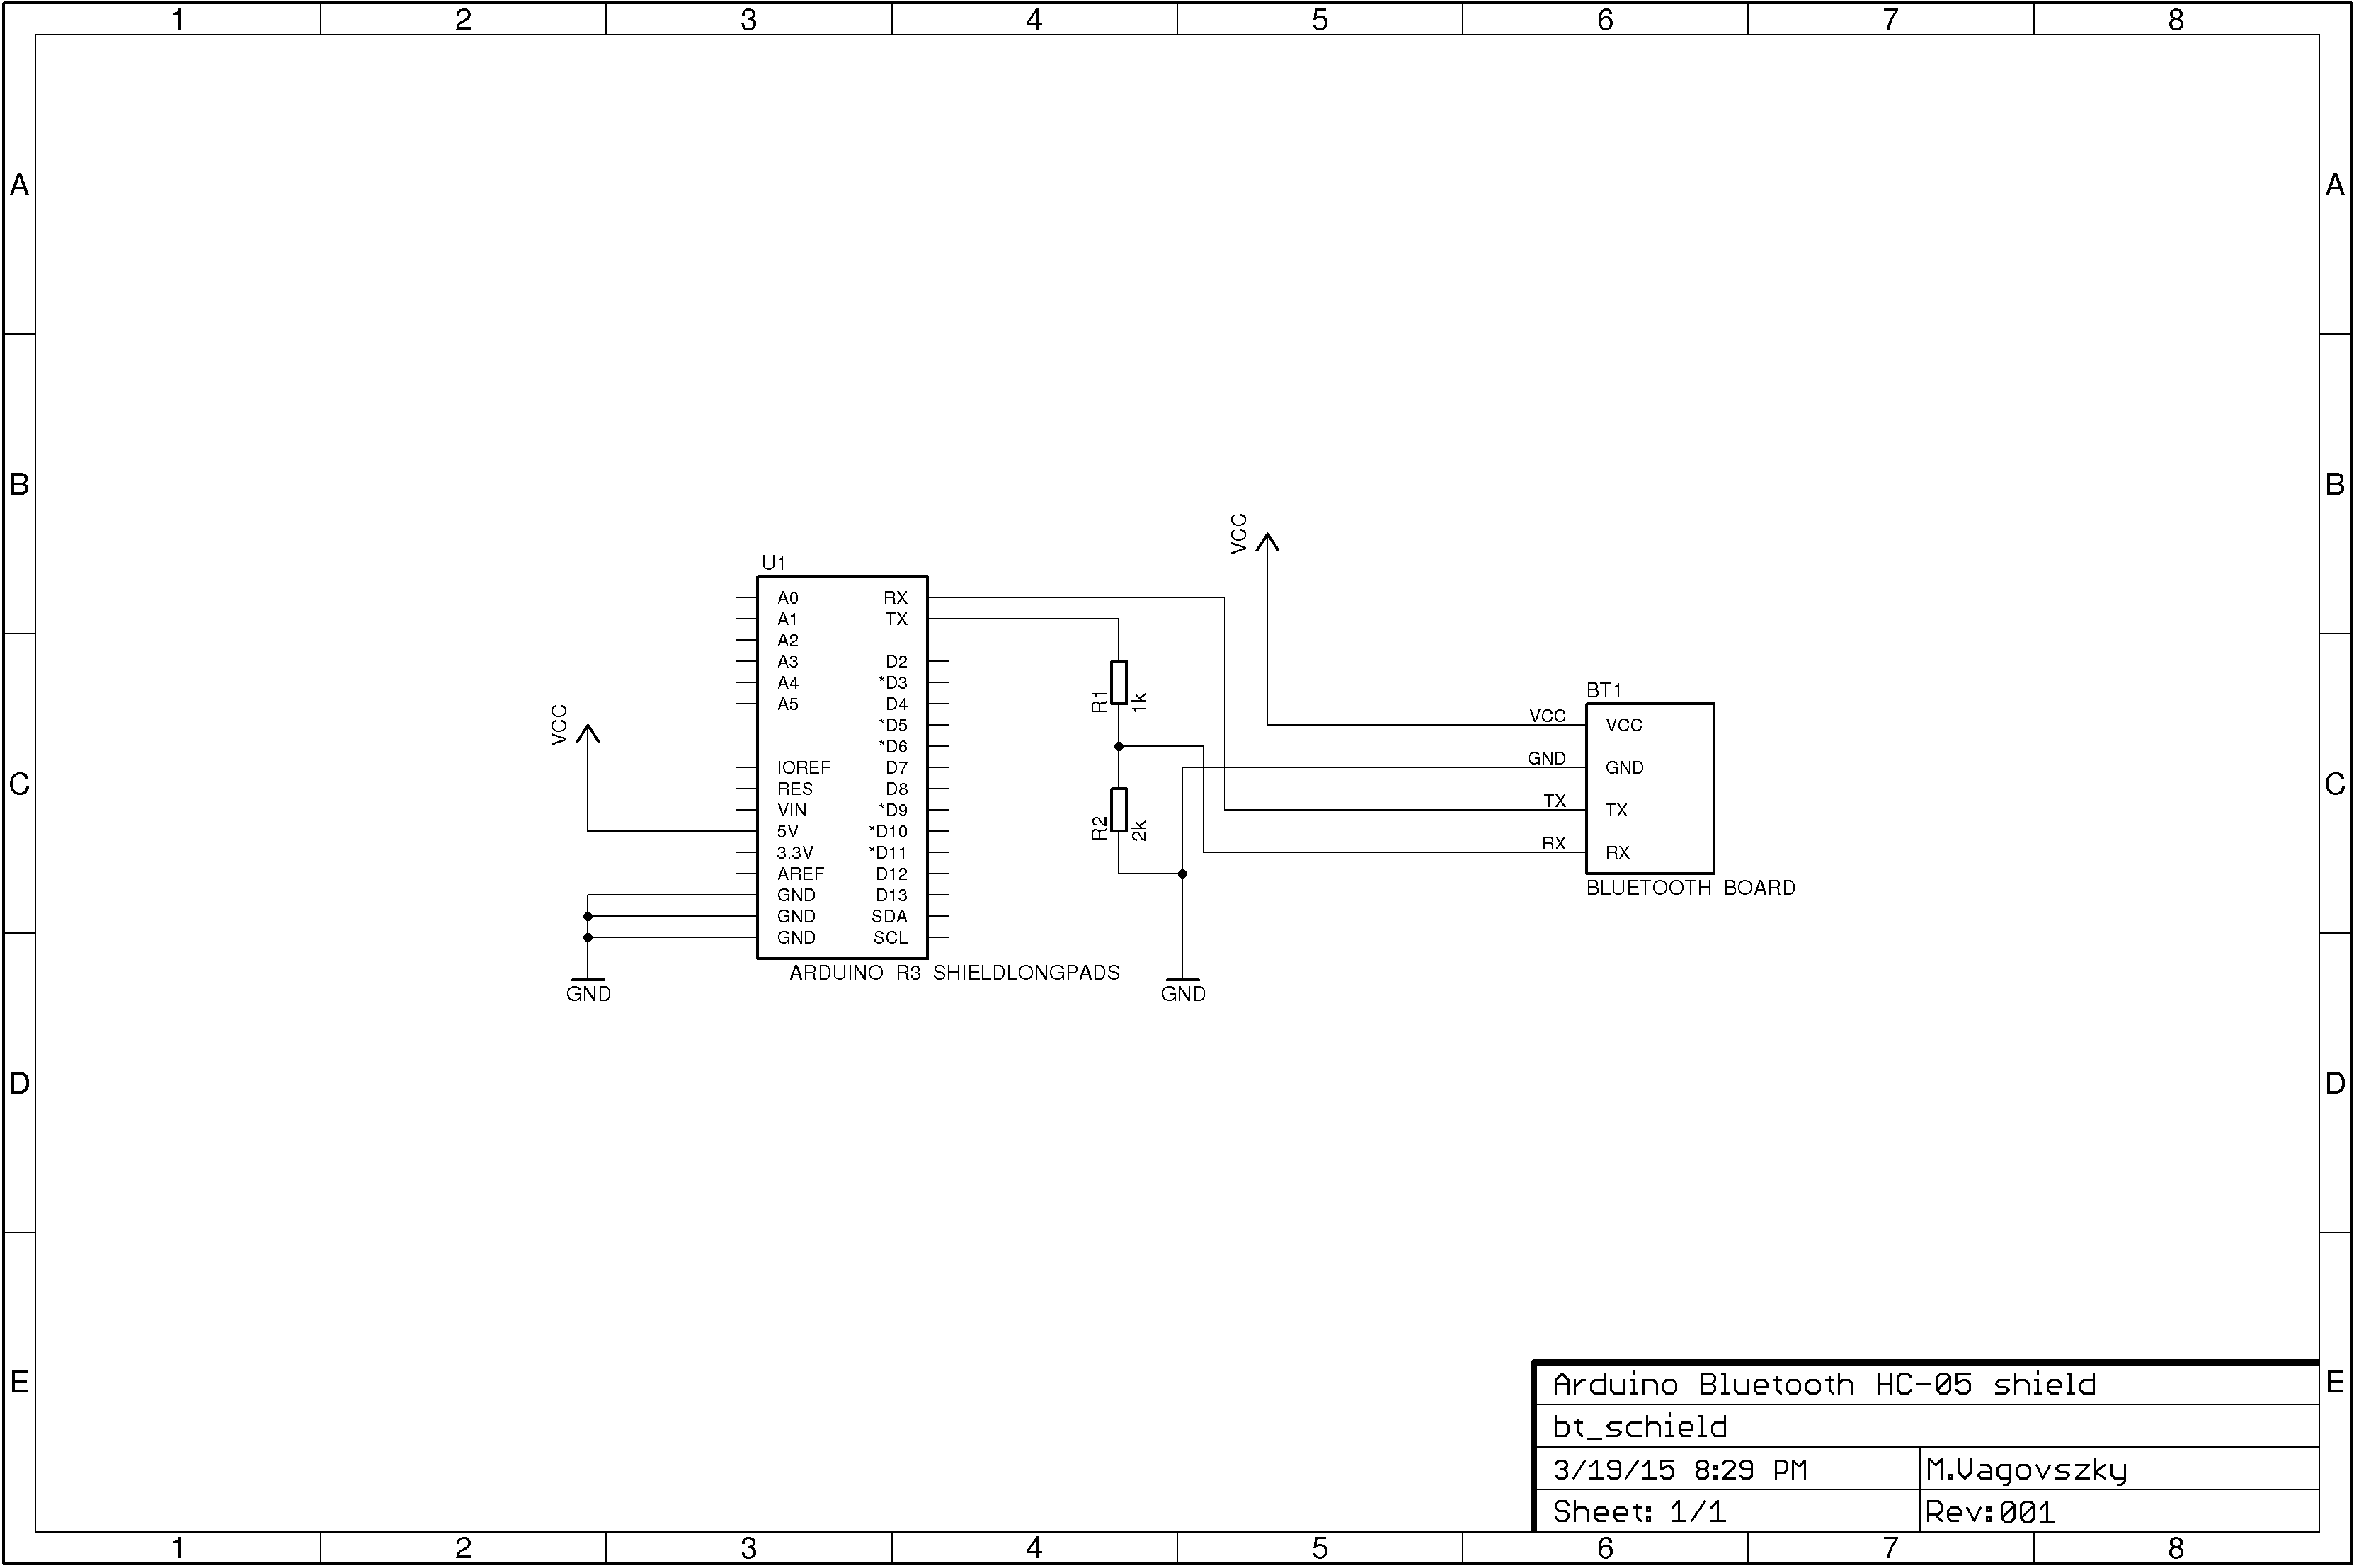 1 2 3 4 5 6 7 8
A A
B B
VCC
U1
A0 RX
A1 TX
A2
A3 D2
A4 *D3
A5 D4
*D5
*D6
IOREF D7
RES D8
VIN *D9
5V *D10
3.3V *D11
AREF D12
GND D13
GND SDA
GND SCL
ARDUINO_R3_SHIELDLONGPADS
VCC
GND
R1 1k
R2 2k
GND
BT1
VCC VCC
GND GND
TX TX
RX RX
BLUETOOTH_BOARD
C C
D D
E E
Arduino Bluetooth HC-05 shield
bt_schield
3/19/15 8:29 PM M.Vagovszky
Sheet: 1/1 Rev:001
1 2 3 4 5 6 7 8